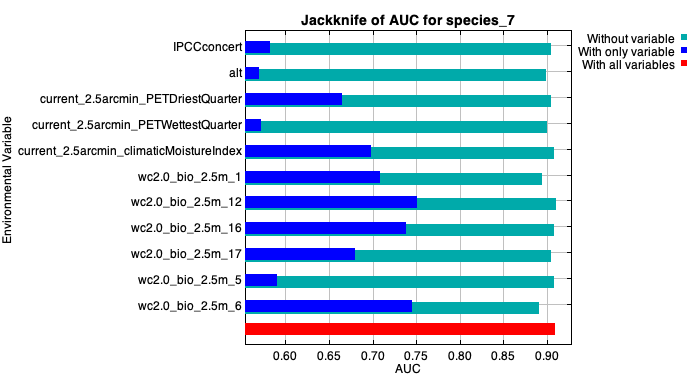 Jackknife of AUC for species_7
Without variable
With only variable
With all variables
Environmental Variable
IPCCconcert
alt
current_2.5arcmin_PETDriestQuarter
current_2.5arcmin_PETWettestQuarter
current_2.5arcmin_climaticMoistureIndex
wc2.0_bio_2.5m_1
wc2.0_bio_2.5m_12
wc2.0_bio_2.5m_16
wc2.0_bio_2.5m_17
wc2.0_bio_2.5m_5
wc2.0_bio_2.5m_6
0.60 0.65 0.70 0.75 0.80 0.85 0.90
AUC